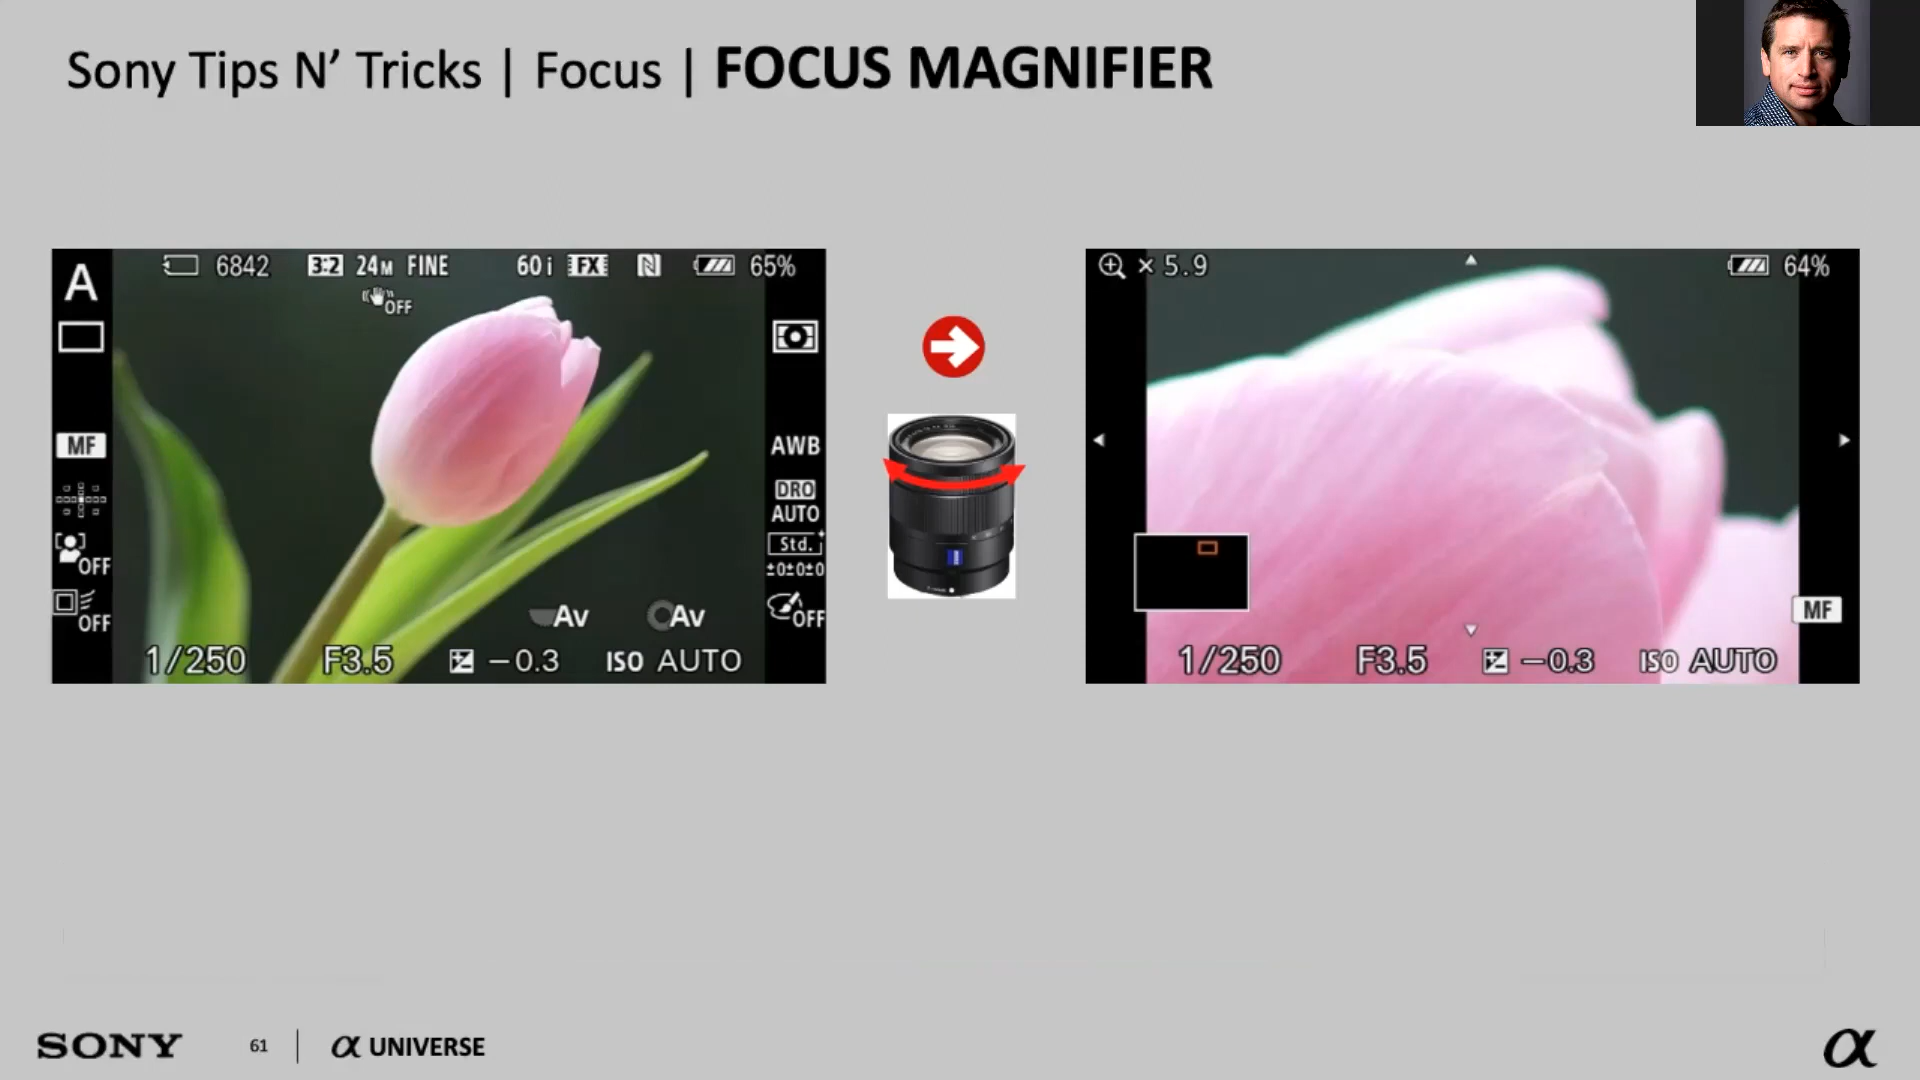 Sony Tips N' Tricks | Focus | FOCUS MAGNIFIER
A
6842 3:2 24M FINE 60i FX N 65%
OFF
MF
AWB
DRO
AUTO
Std.
±0±0±0
OFF
OFF
OFF
Av Av
1/250 F3.5 −0.3 ISO AUTO
× 5.9 64%
MF
1/250 F3.5 −0.3 ISO AUTO
SONY 61 | α UNIVERSE
α